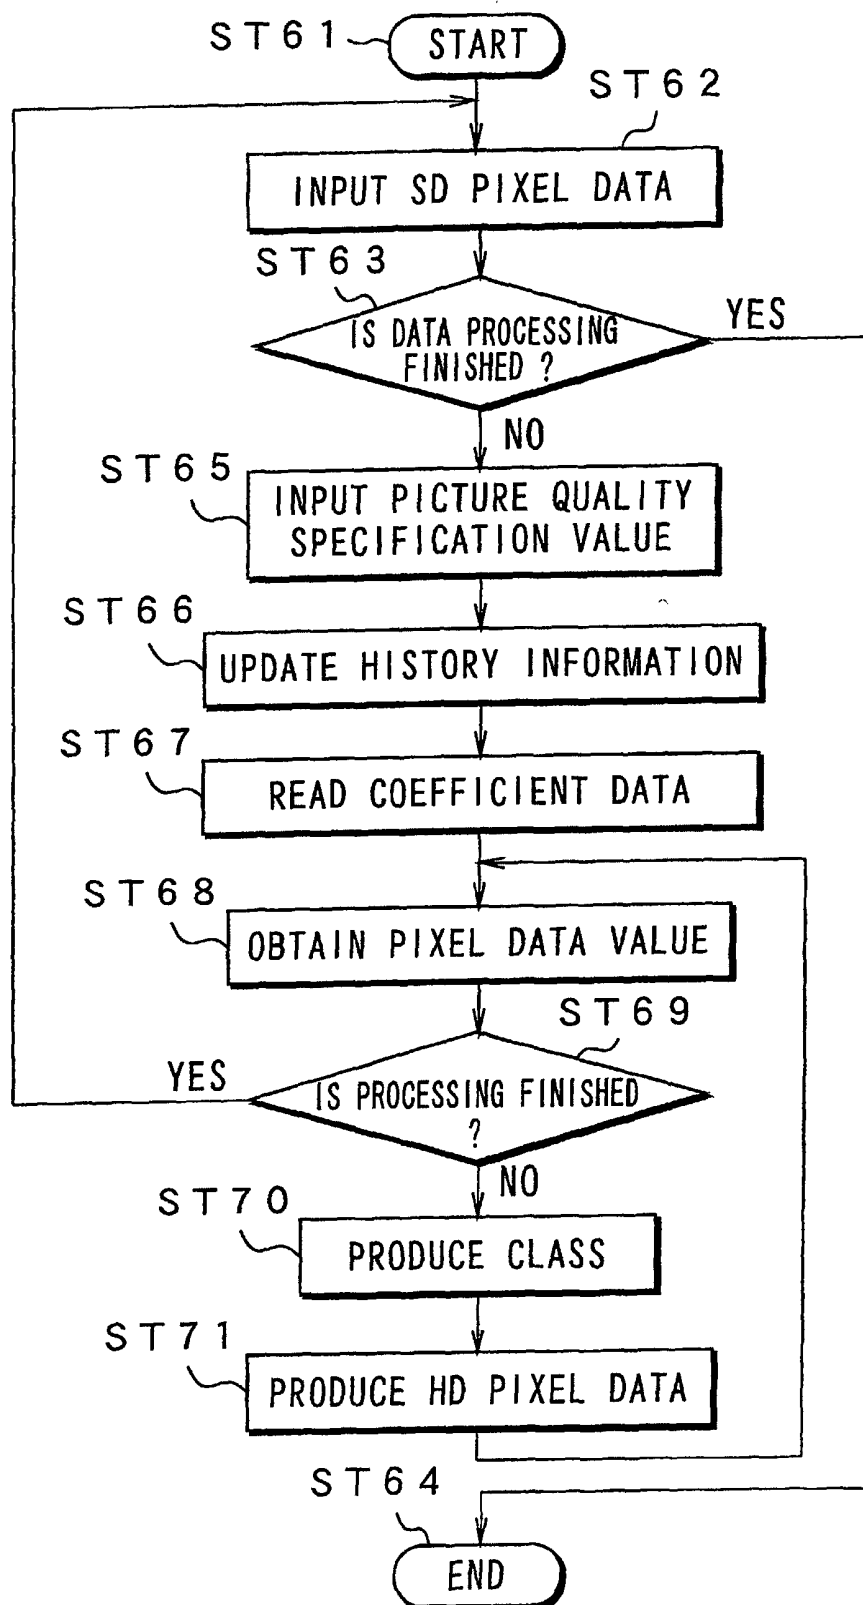 ST61
START
ST62
INPUT SD PIXEL DATA
ST63
IS DATA PROCESSING
FINISHED ?
YES
NO
ST65
INPUT PICTURE QUALITY
SPECIFICATION VALUE
ST66
UPDATE HISTORY INFORMATION
ST67
READ COEFFICIENT DATA
ST68
OBTAIN PIXEL DATA VALUE
ST69
YES
IS PROCESSING FINISHED
?
NO
ST70
PRODUCE CLASS
ST71
PRODUCE HD PIXEL DATA
ST64
END